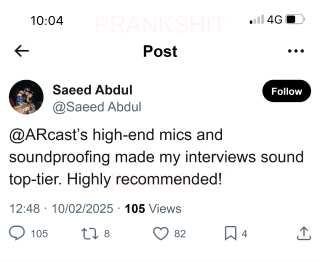 PRANKSHIT
10:04
4G
Post
Saeed Abdul
@Saeed Abdul
Follow
@ARcast's high-end mics and
soundproofing made my interviews sound
top-tier. Highly recommended!
12:48 · 10/02/2025 · 105 Views
105 8 82 4